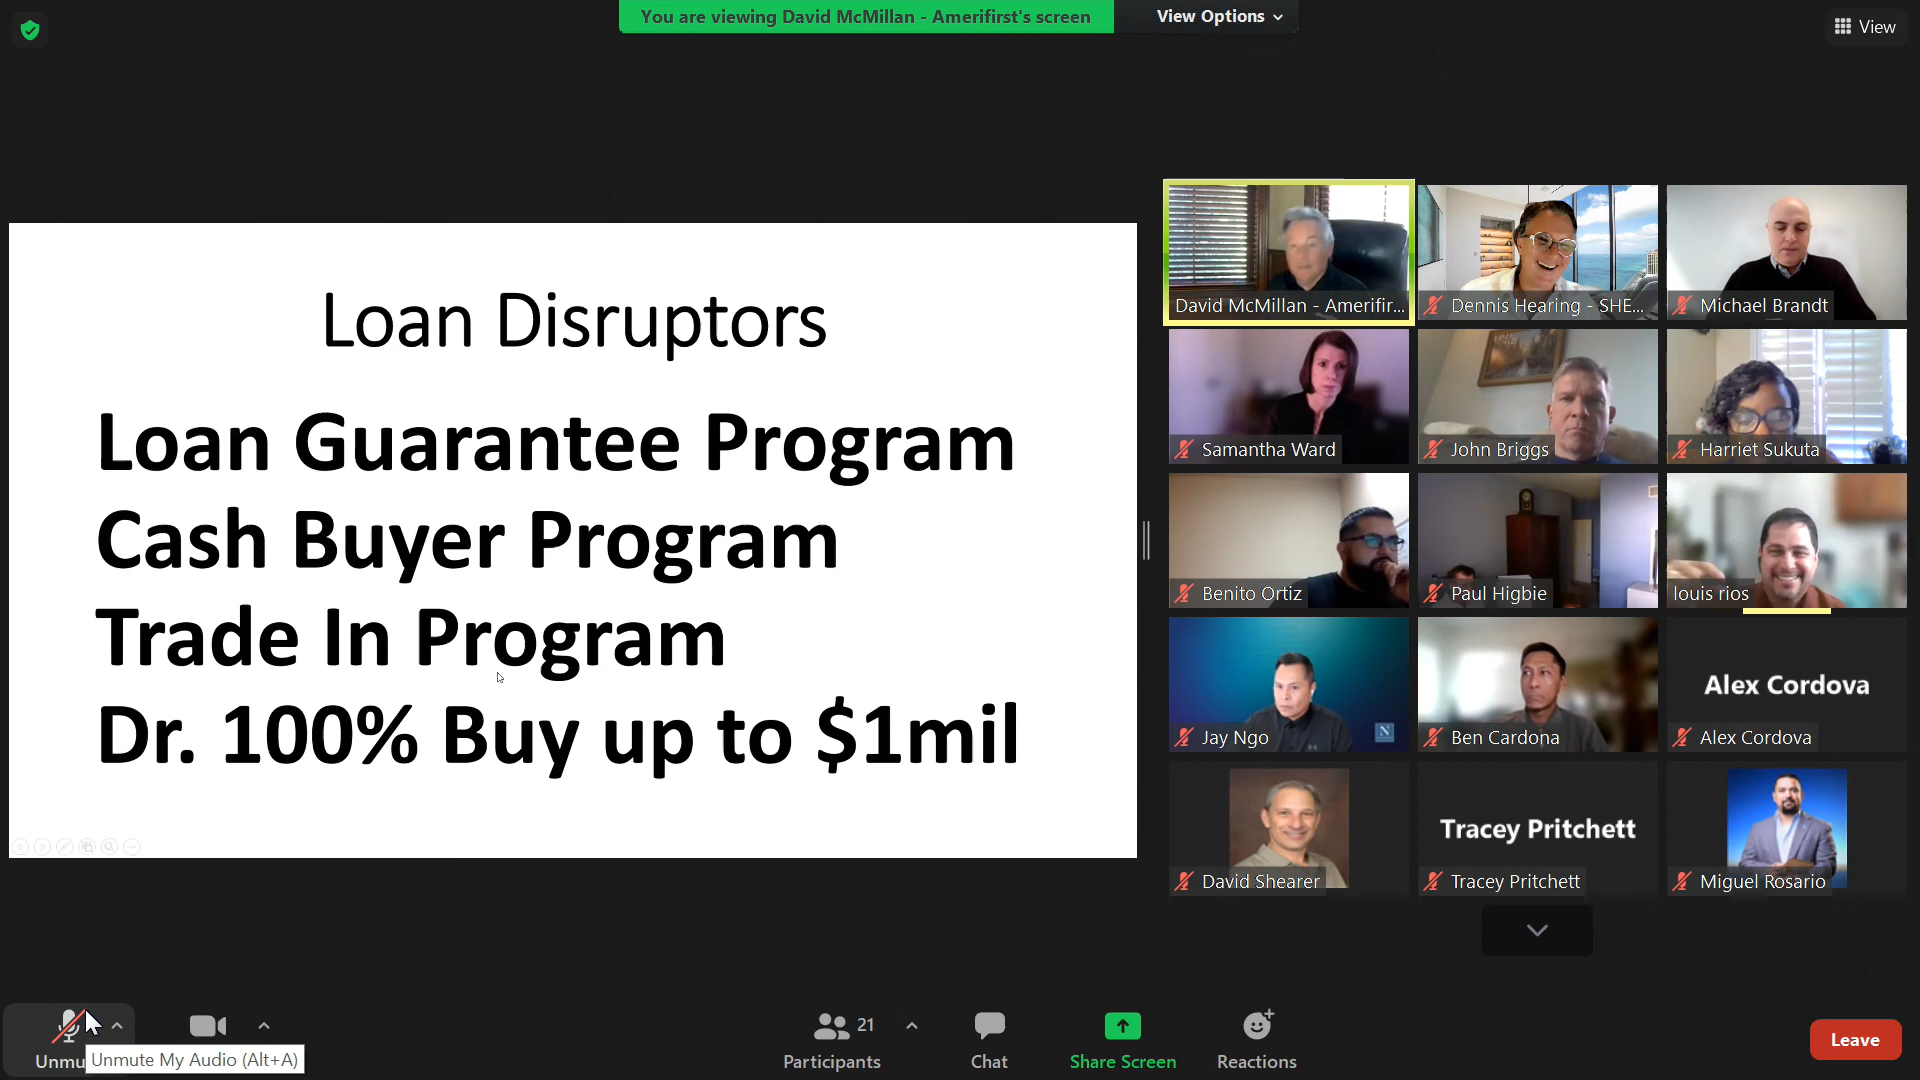 You are viewing David McMillan - Amerifirst's screen
View Options
View
Loan Disruptors
Loan Guarantee Program
Cash Buyer Program
Trade In Program
Dr. 100% Buy up to $1mil
David McMillan - Amerifir...
Dennis Hearing - SHE...
Michael Brandt
Samantha Ward
John Briggs
Harriet Sukuta
Benito Ortiz
Paul Higbie
louis rios
N
Jay Ngo
Ben Cardona
Alex Cordova
Alex Cordova
David Shearer
Tracey Pritchett
Tracey Pritchett
Miguel Rosario
Unmu
Unmute My Audio (Alt+A)
21
Participants
Chat
Share Screen
Reactions
Leave